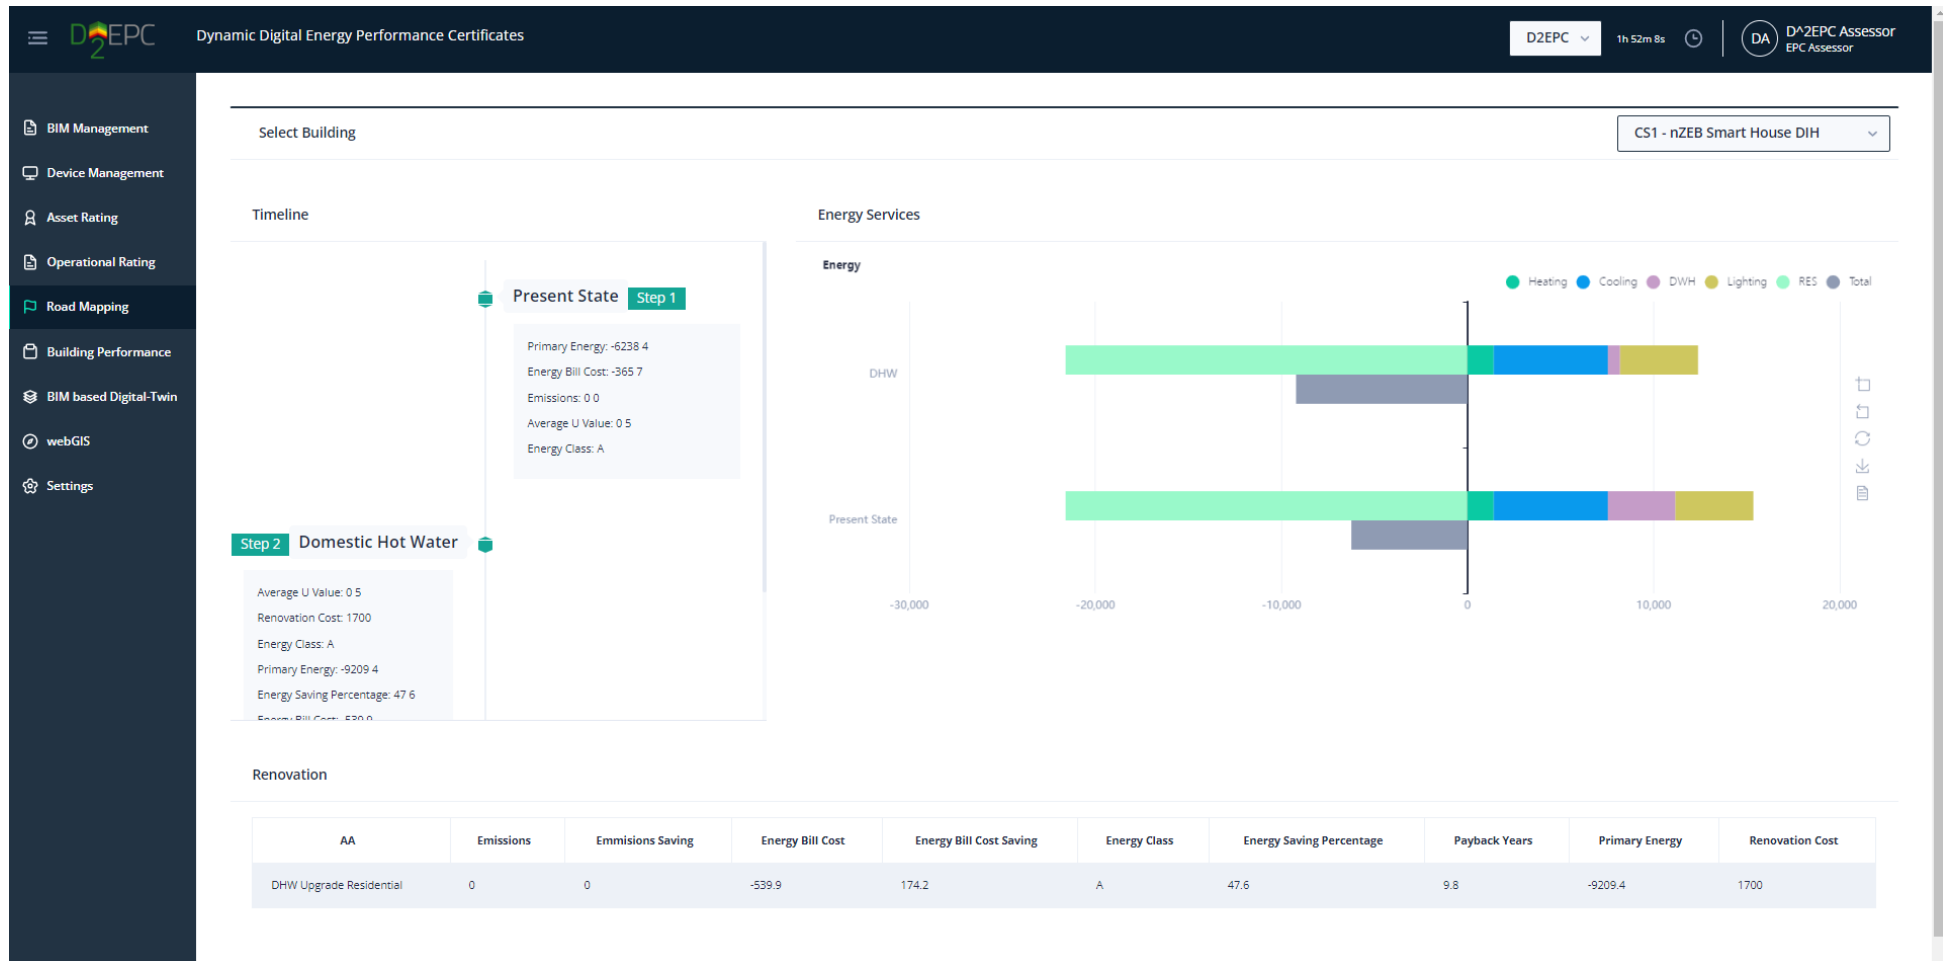 D2EPC
Dynamic Digital Energy Performance Certificates
D2EPC
1h 52m 8s
DA
D^2EPC Assessor
EPC Assessor
BIM Management
Device Management
Asset Rating
Operational Rating
Road Mapping
Building Performance
BIM based Digital-Twin
webGIS
Settings
Select Building
CS1 - nZEB Smart House DIH
Timeline
Present State Step 1
Primary Energy: -6238 4
Energy Bill Cost: -365 7
Emissions: 0 0
Average U Value: 0 5
Energy Class: A
Step 2 Domestic Hot Water
Average U Value: 0 5
Renovation Cost: 1700
Energy Class: A
Primary Energy: -9209 4
Energy Saving Percentage: 47 6
Energy Bill Cost: -539 9
Energy Services
Energy
Heating Cooling DWH Lighting RES Total
DHW
Present State
-30,000 -20,000 -10,000 0 10,000 20,000
Renovation
AA Emissions Emmisions Saving Energy Bill Cost Energy Bill Cost Saving Energy Class Energy Saving Percentage Payback Years Primary Energy Renovation Cost
DHW Upgrade Residential 0 0 -539.9 174.2 A 47.6 9.8 -9209.4 1700